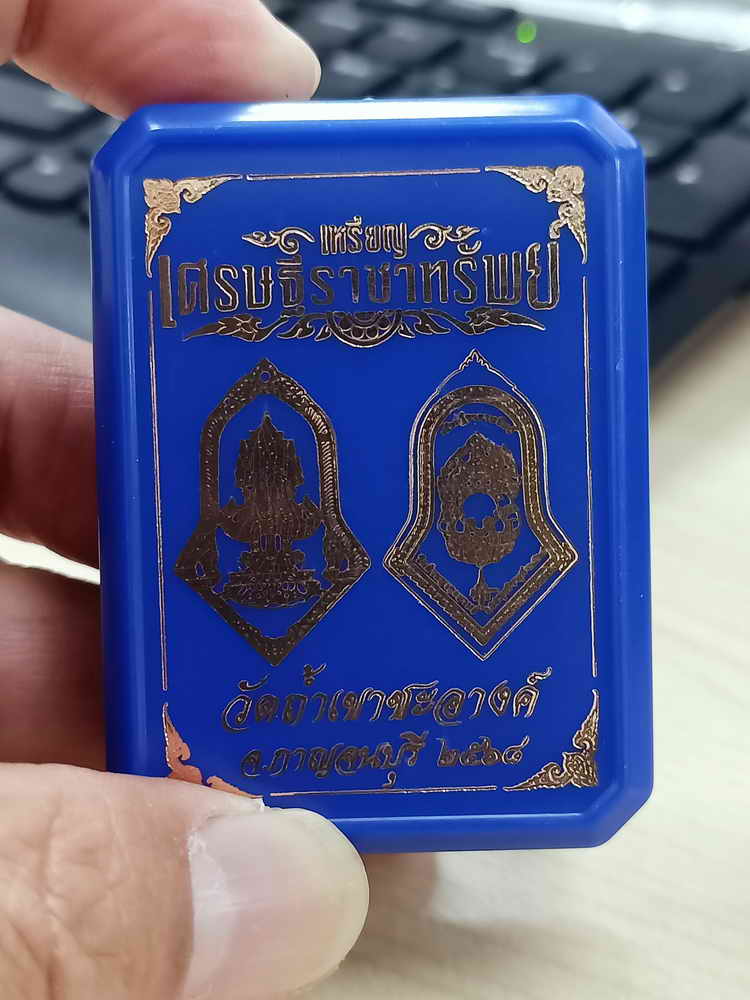 เหรียญ
เศรษฐีราชาทรัพย์
วัดถ้ำเขาชะอางค์
จ.กาญจนบุรี ๒๕๖๔